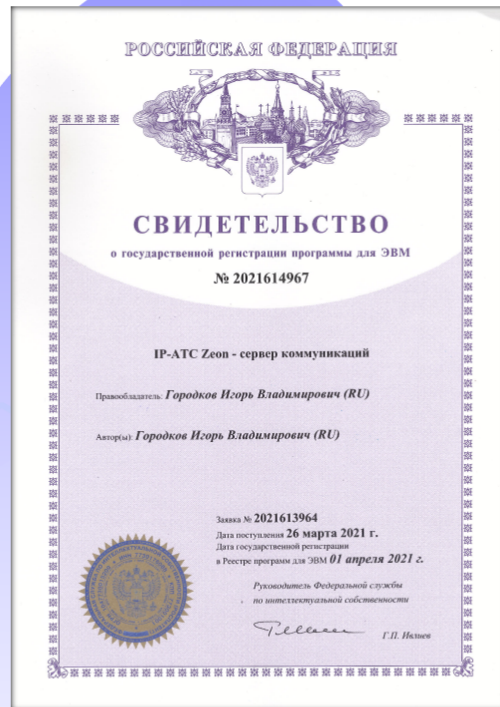 РОССИЙСКАЯ ФЕДЕРАЦИЯ
СВИДЕТЕЛЬСТВО
о государственной регистрации программы для ЭВМ
№ 2021614967
IP-АТС Zeon - сервер коммуникаций
Правообладатель: Городков Игорь Владимирович (RU)
Автор(ы): Городков Игорь Владимирович (RU)
Заявка № 2021613964
Дата поступления 26 марта 2021 г.
Дата государственной регистрации
в Реестре программ для ЭВМ 01 апреля 2021 г.
Руководитель Федеральной службы
по интеллектуальной собственности
Г.П. Ивлиев